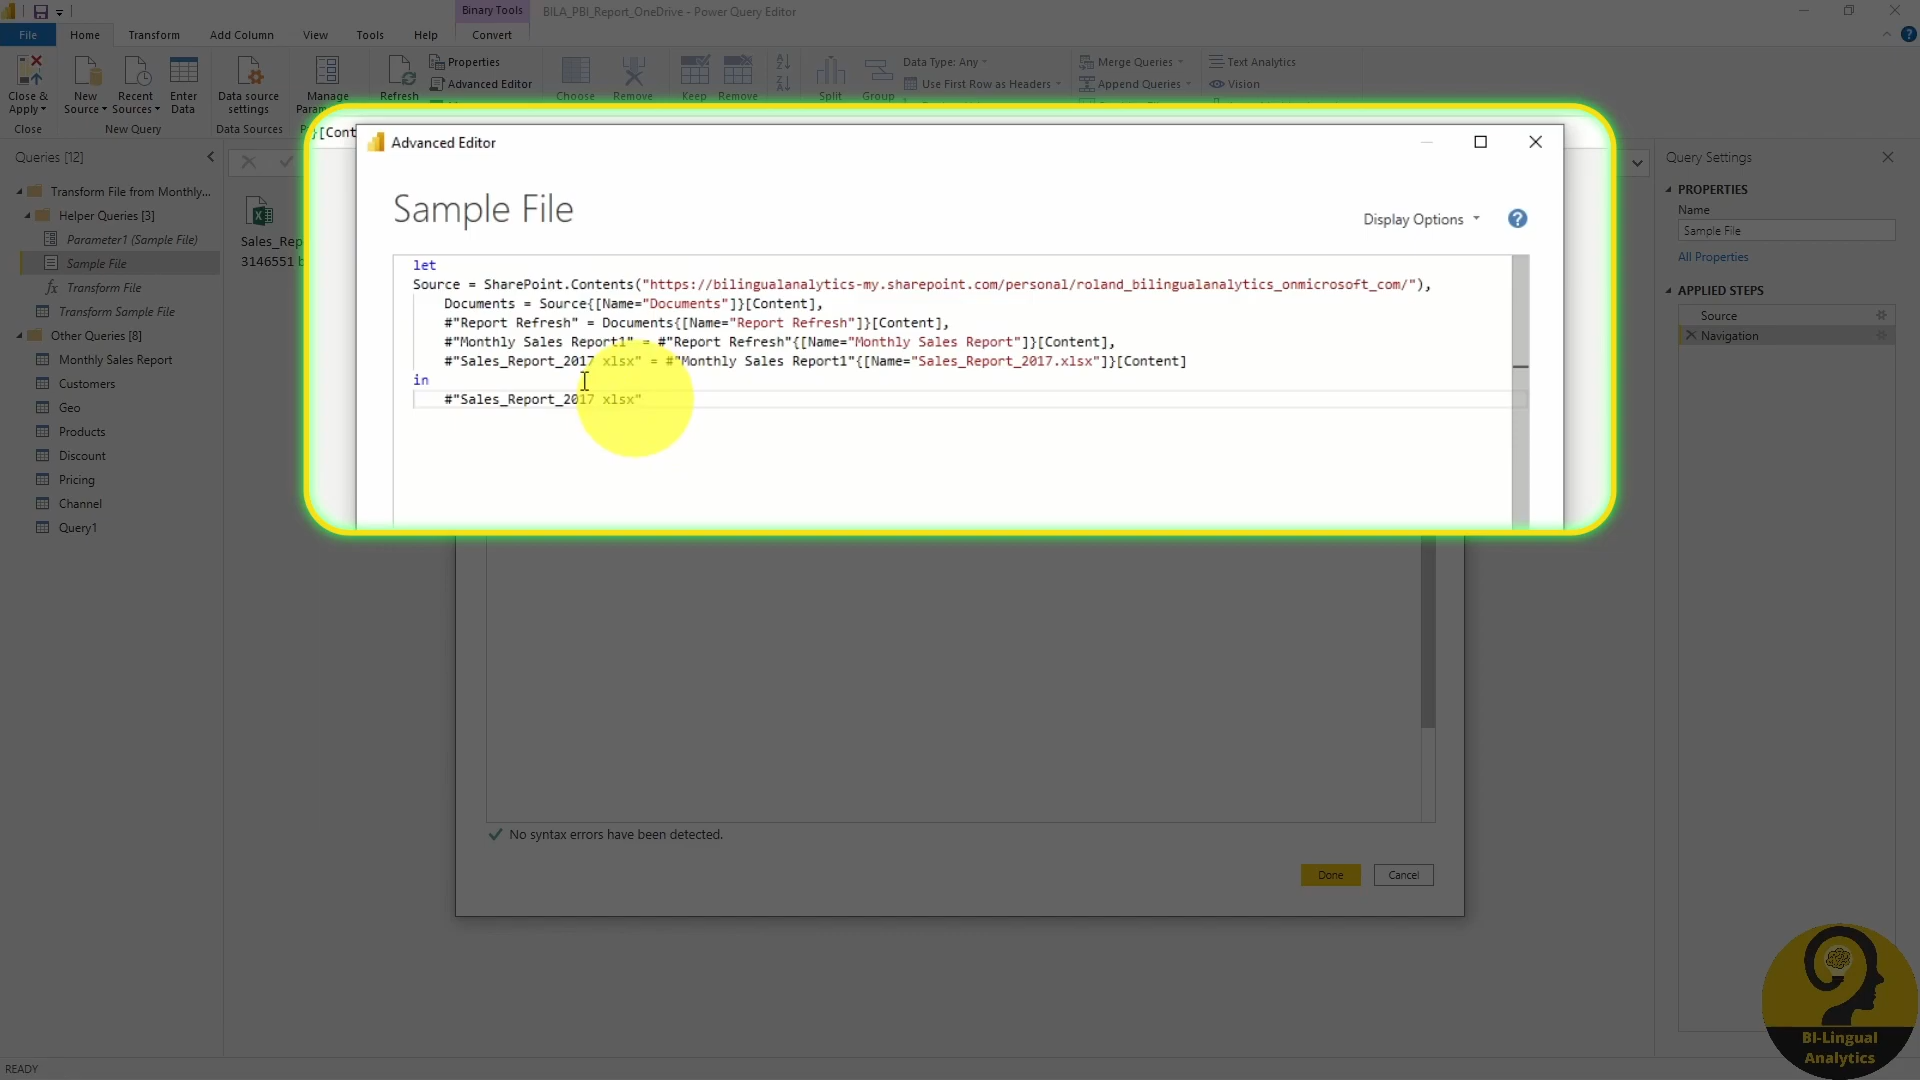 Binary Tools
BILA_PBI_Report_OneDrive - Power Query Editor
File
Home
Transform
Add Column
View
Tools
Help
Convert
Close &
Apply
New
Source
Recent
Sources
Enter
Data
Data source
settings
Manage
Refresh
Properties
Advanced Editor
Choose
Remove
Keep
Remove
Split
Group
Data Type: Any
Use First Row as Headers
Merge Queries
Append Queries
Text Analytics
Vision
Close
New Query
Data Sources
Queries [12]
Transform File from Monthly...
Helper Queries [3]
Parameter1 (Sample File)
Sample File
Transform File
Transform Sample File
Other Queries [8]
Monthly Sales Report
Customers
Geo
Products
Discount
Pricing
Channel
Query1
Sales_Rep
3146551 b
}[Cont
Advanced Editor
Sample File
Display Options
?
let
Source = SharePoint.Contents("https://bilingualanalytics-my.sharepoint.com/personal/roland_bilingualanalytics_onmicrosoft_com/"),
Documents = Source{[Name="Documents"]}[Content],
#"Report Refresh" = Documents{[Name="Report Refresh"]}[Content],
#"Monthly Sales Report1" = #"Report Refresh"{[Name="Monthly Sales Report"]}[Content],
#"Sales_Report_2017 xlsx" = #"Monthly Sales Report1"{[Name="Sales_Report_2017.xlsx"]}[Content]
in
#"Sales_Report_2017 xlsx"
No syntax errors have been detected.
Done
Cancel
Query Settings
PROPERTIES
Name
Sample File
All Properties
APPLIED STEPS
Source
Navigation
BI-Lingual
Analytics
READY